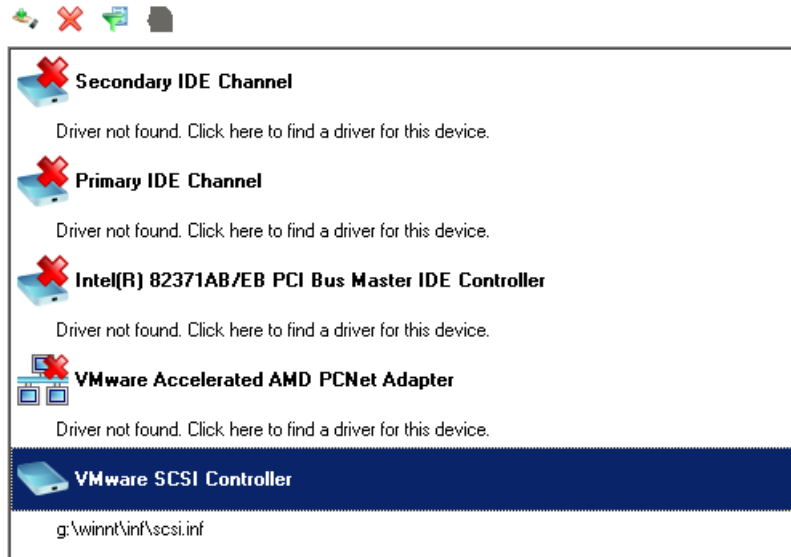 Secondary IDE Channel
Driver not found. Click here to find a driver for this device.
Primary IDE Channel
Driver not found. Click here to find a driver for this device.
Intel(R) 82371AB/EB PCI Bus Master IDE Controller
Driver not found. Click here to find a driver for this device.
VMware Accelerated AMD PCNet Adapter
Driver not found. Click here to find a driver for this device.
VMware SCSI Controller
g:\winnt\inf\scsi.inf